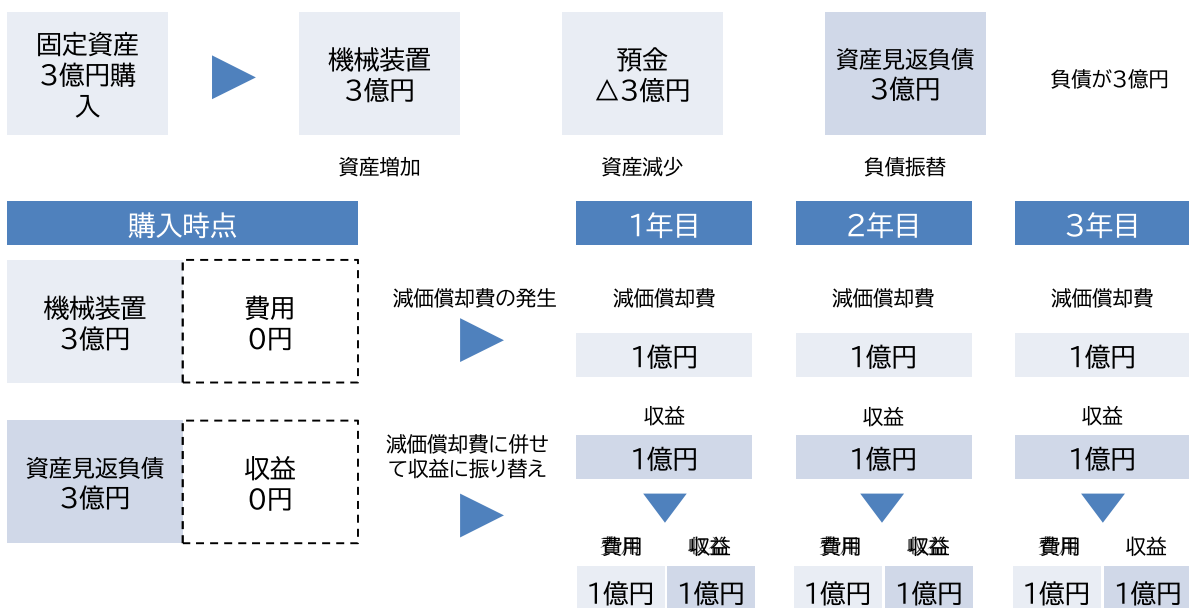 固定資産
３億円購
入
機械装置
３億円
預金
△３億円
資産見返負債
３億円
負債が３億円
資産増加
資産減少
負債振替
購入時点
１年目
２年目
３年目
機械装置
３億円
費用
０円
減価償却費の発生
減価償却費
減価償却費
減価償却費
１億円
１億円
１億円
資産見返負債
３億円
収益
０円
減価償却費に併せ
て収益に振り替え
収益
収益
収益
１億円
１億円
１億円
費用
収益
費用
収益
費用
収益
１億円
１億円
１億円
１億円
１億円
１億円